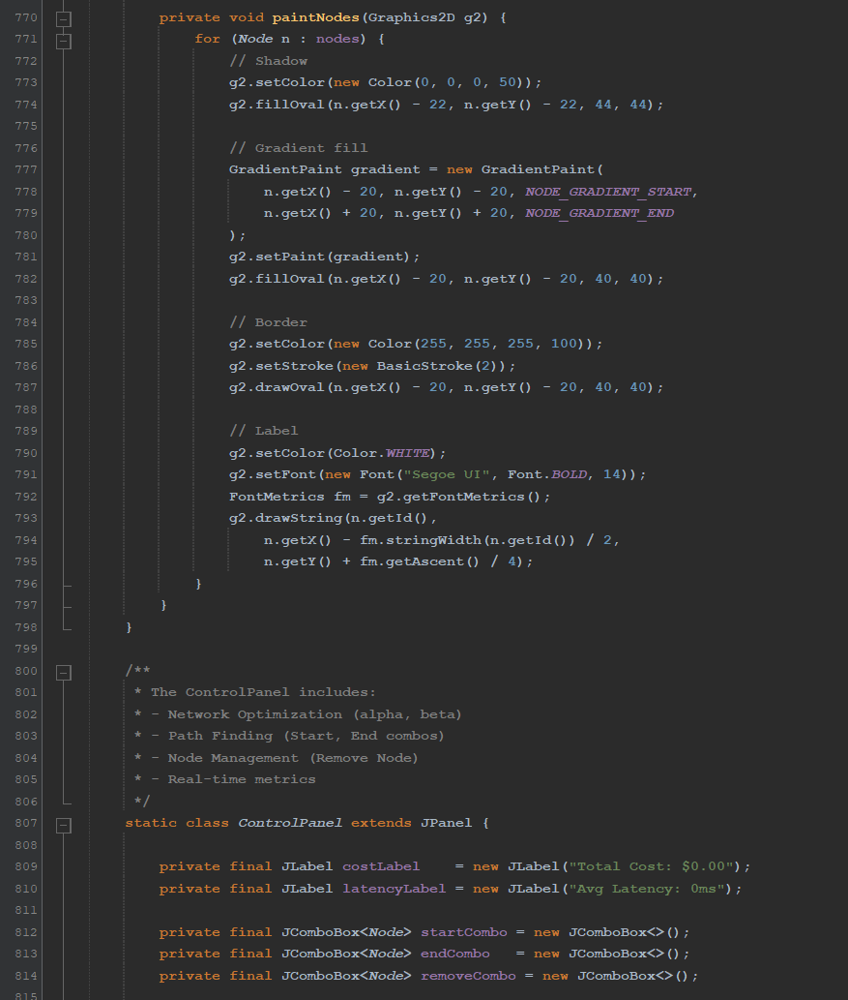 770 private void paintNodes(Graphics2D g2) {
771 for (Node n : nodes) {
772 // Shadow
773 g2.setColor(new Color(0, 0, 0, 50));
774 g2.fillOval(n.getX() - 22, n.getY() - 22, 44, 44);
775
776 // Gradient fill
777 GradientPaint gradient = new GradientPaint(
778 n.getX() - 20, n.getY() - 20, NODE_GRADIENT_START,
779 n.getX() + 20, n.getY() + 20, NODE_GRADIENT_END
780 );
781 g2.setPaint(gradient);
782 g2.fillOval(n.getX() - 20, n.getY() - 20, 40, 40);
783
784 // Border
785 g2.setColor(new Color(255, 255, 255, 100));
786 g2.setStroke(new BasicStroke(2));
787 g2.drawOval(n.getX() - 20, n.getY() - 20, 40, 40);
788
789 // Label
790 g2.setColor(Color.WHITE);
791 g2.setFont(new Font("Segoe UI", Font.BOLD, 14));
792 FontMetrics fm = g2.getFontMetrics();
793 g2.drawString(n.getId(),
794 n.getX() - fm.stringWidth(n.getId()) / 2,
795 n.getY() + fm.getAscent() / 4);
796 }
797 }
798 }
799
800 /**
801 * The ControlPanel includes:
802 * - Network Optimization (alpha, beta)
803 * - Path Finding (Start, End combos)
804 * - Node Management (Remove Node)
805 * - Real-time metrics
806 */
807 static class ControlPanel extends JPanel {
808
809 private final JLabel costLabel = new JLabel("Total Cost: $0.00");
810 private final JLabel latencyLabel = new JLabel("Avg Latency: 0ms");
811
812 private final JComboBox<Node> startCombo = new JComboBox<>();
813 private final JComboBox<Node> endCombo = new JComboBox<>();
814 private final JComboBox<Node> removeCombo = new JComboBox<>();
815